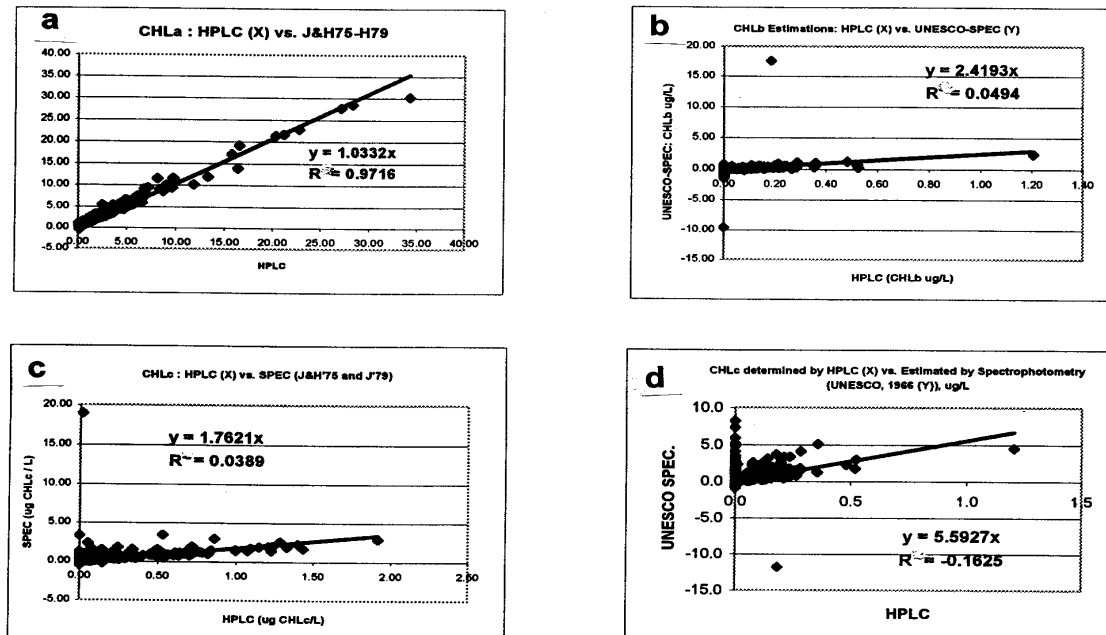 a
CHLa : HPLC (X) vs. J&H75-H79
40.00
35.00
30.00
25.00
20.00
15.00
10.00
5.00
0.00
-5.00
y = 1.0332x
R = 0.9716
0.00 5.00 10.00 15.00 20.00 25.00 30.00 35.00 40.00
HPLC
b
CHLb Estimations: HPLC (X) vs. UNESCO-SPEC (Y)
UNESCO-SPEC: CHLb ug/L)
20.00
15.00
10.00
5.00
0.00
-5.00
-10.00
-15.00
y = 2.4193x
R = 0.0494
0.00 0.20 0.40 0.60 0.80 1.00 1.20 1.40
HPLC (CHLb ug/L)
c
CHLc : HPLC (X) vs. SPEC (J&H'75 and J'79)
SPEC (ug CHLc / L)
20.00
15.00
10.00
5.00
0.00
-5.00
y = 1.7621x
R = 0.0389
0.00 0.50 1.00 1.50 2.00 2.50
HPLC (ug CHLc/L)
d
CHLc determined by HPLC (X) vs. Estimated by Spectrophotometry
(UNESCO, 1966 (Y)), ug/L
UNESCO SPEC.
10.0
5.0
0.0
-5.0
-10.0
-15.0
0.0 0.5 1.0 1.5
y = 5.5927x
R = -0.1625
HPLC